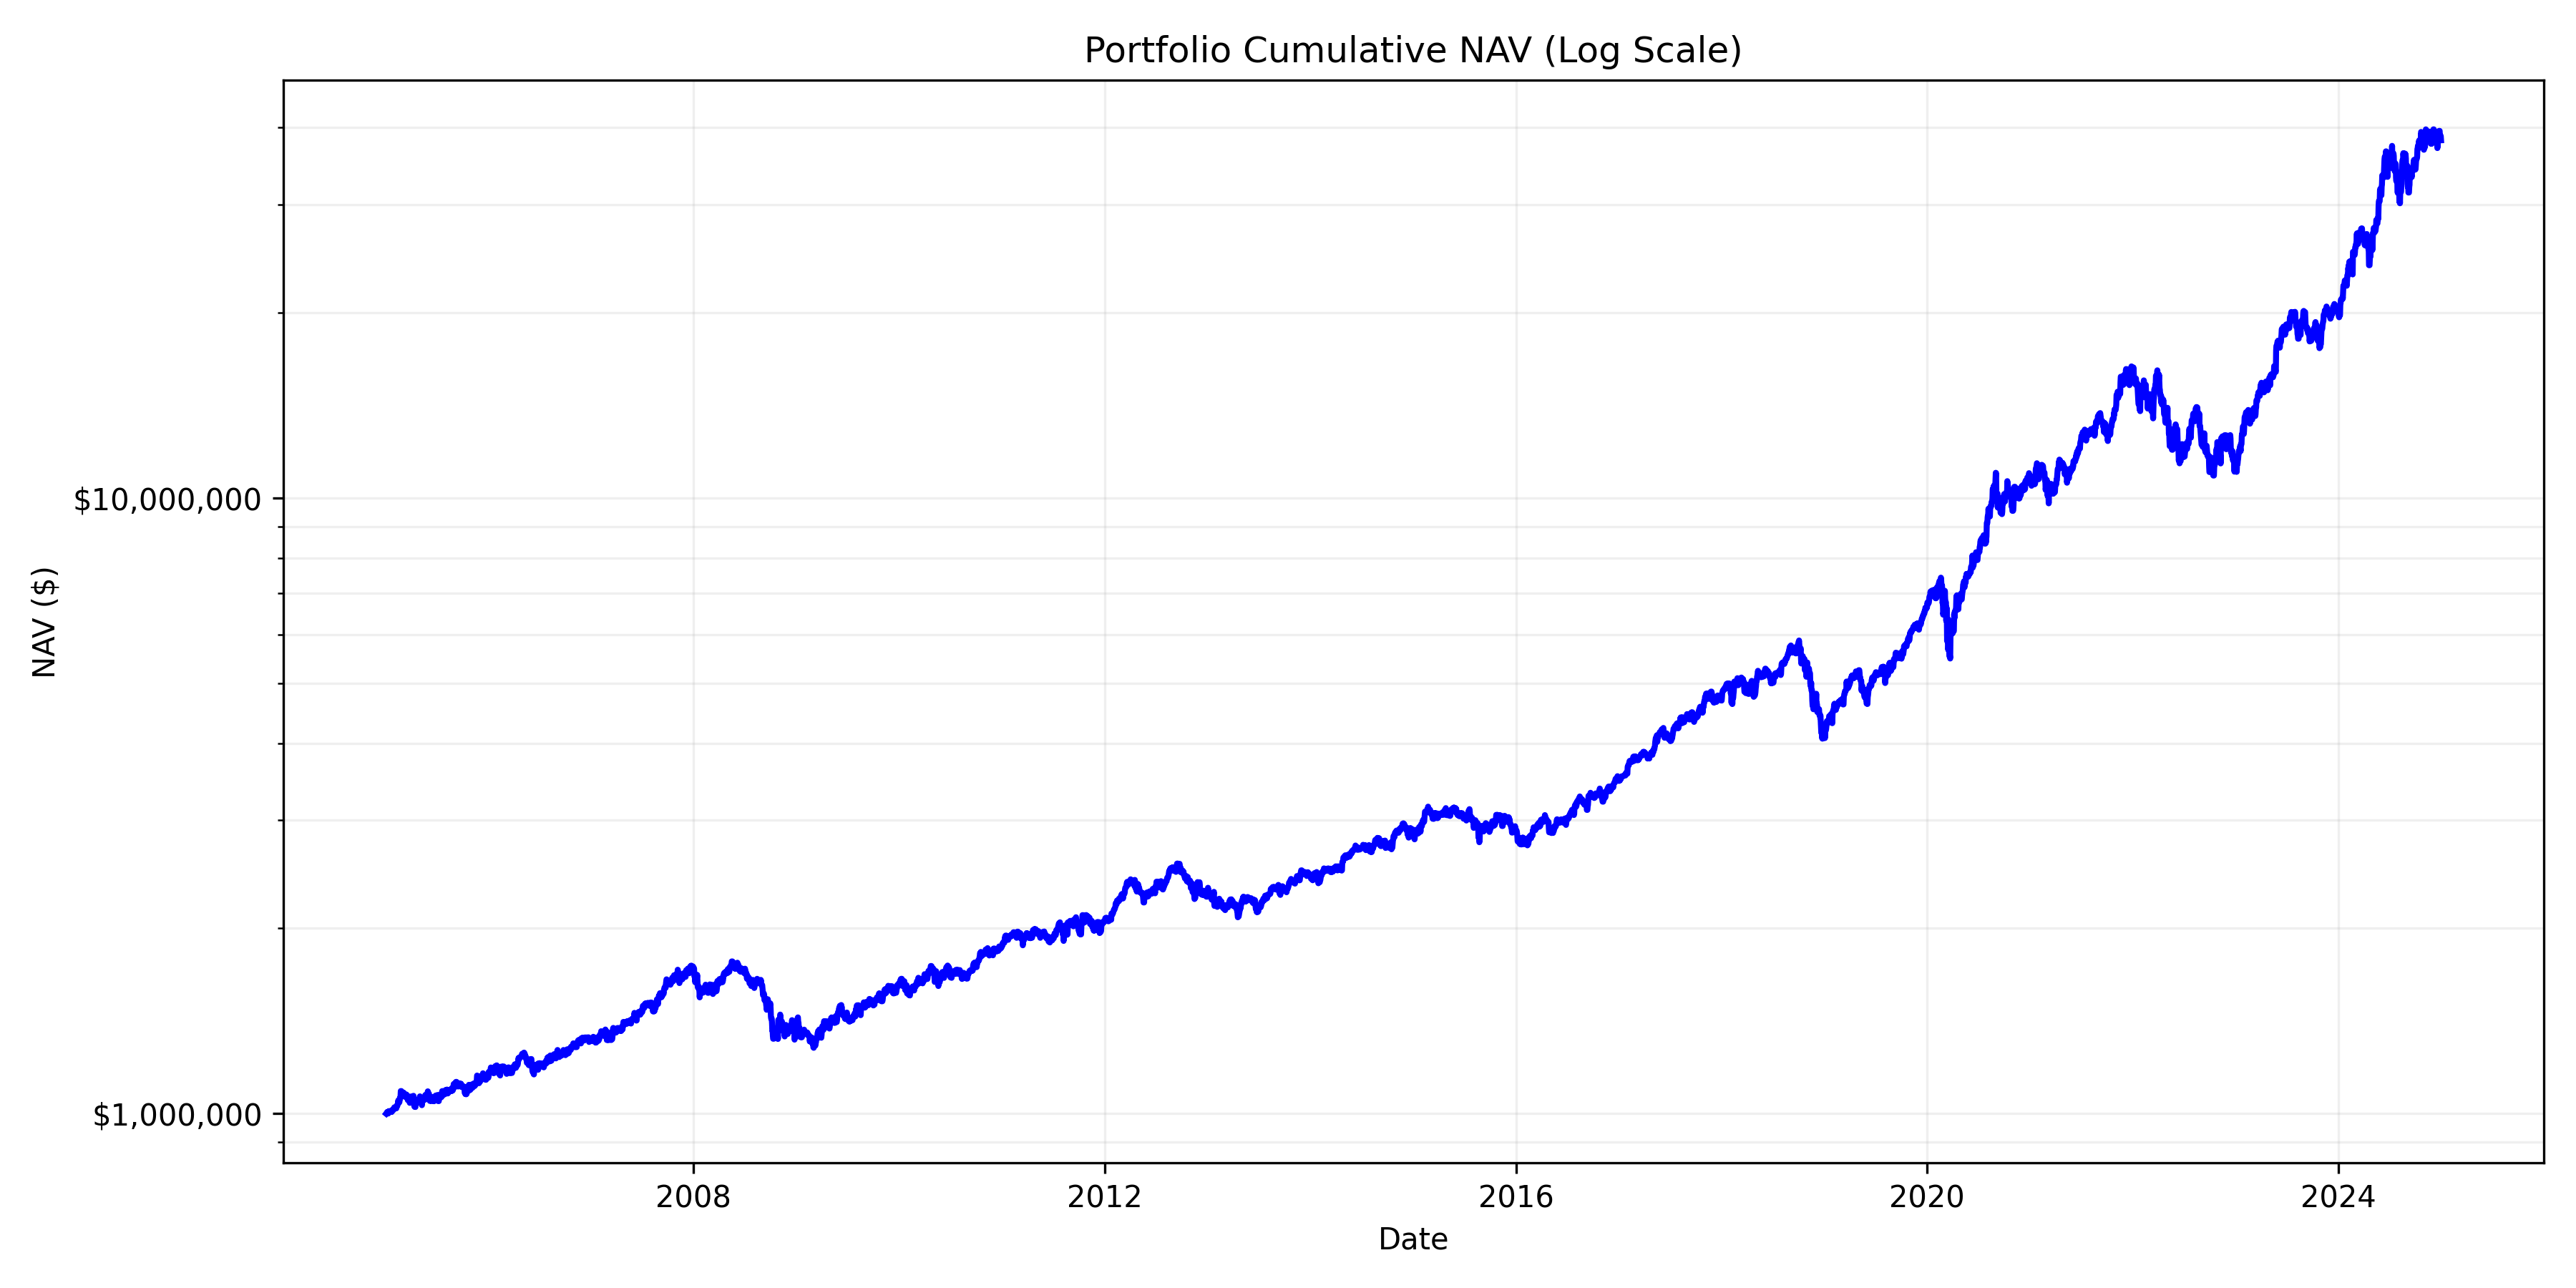 Portfolio Cumulative NAV (Log Scale)
NAV ($)
$10,000,000
$1,000,000
2008 2012 2016 2020 2024
Date